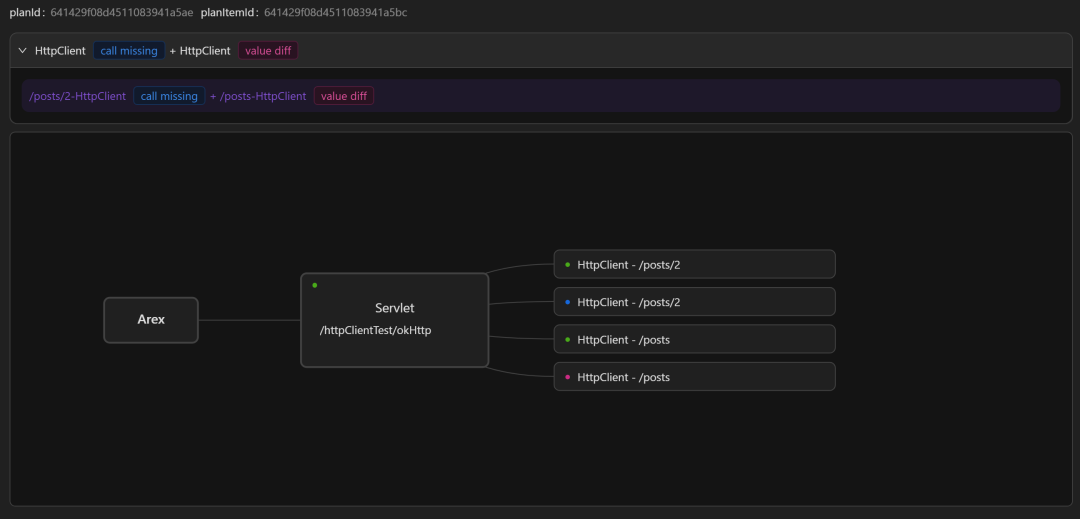 planId : 641429f08d4511083941a5ae planItemId : 641429f08d4511083941a5bc
HttpClient call missing + HttpClient value diff
/posts/2-HttpClient call missing + /posts-HttpClient value diff
HttpClient - /posts/2
Servlet
HttpClient - /posts/2
Arex
/httpClientTest/okHttp
HttpClient - /posts
HttpClient - /posts